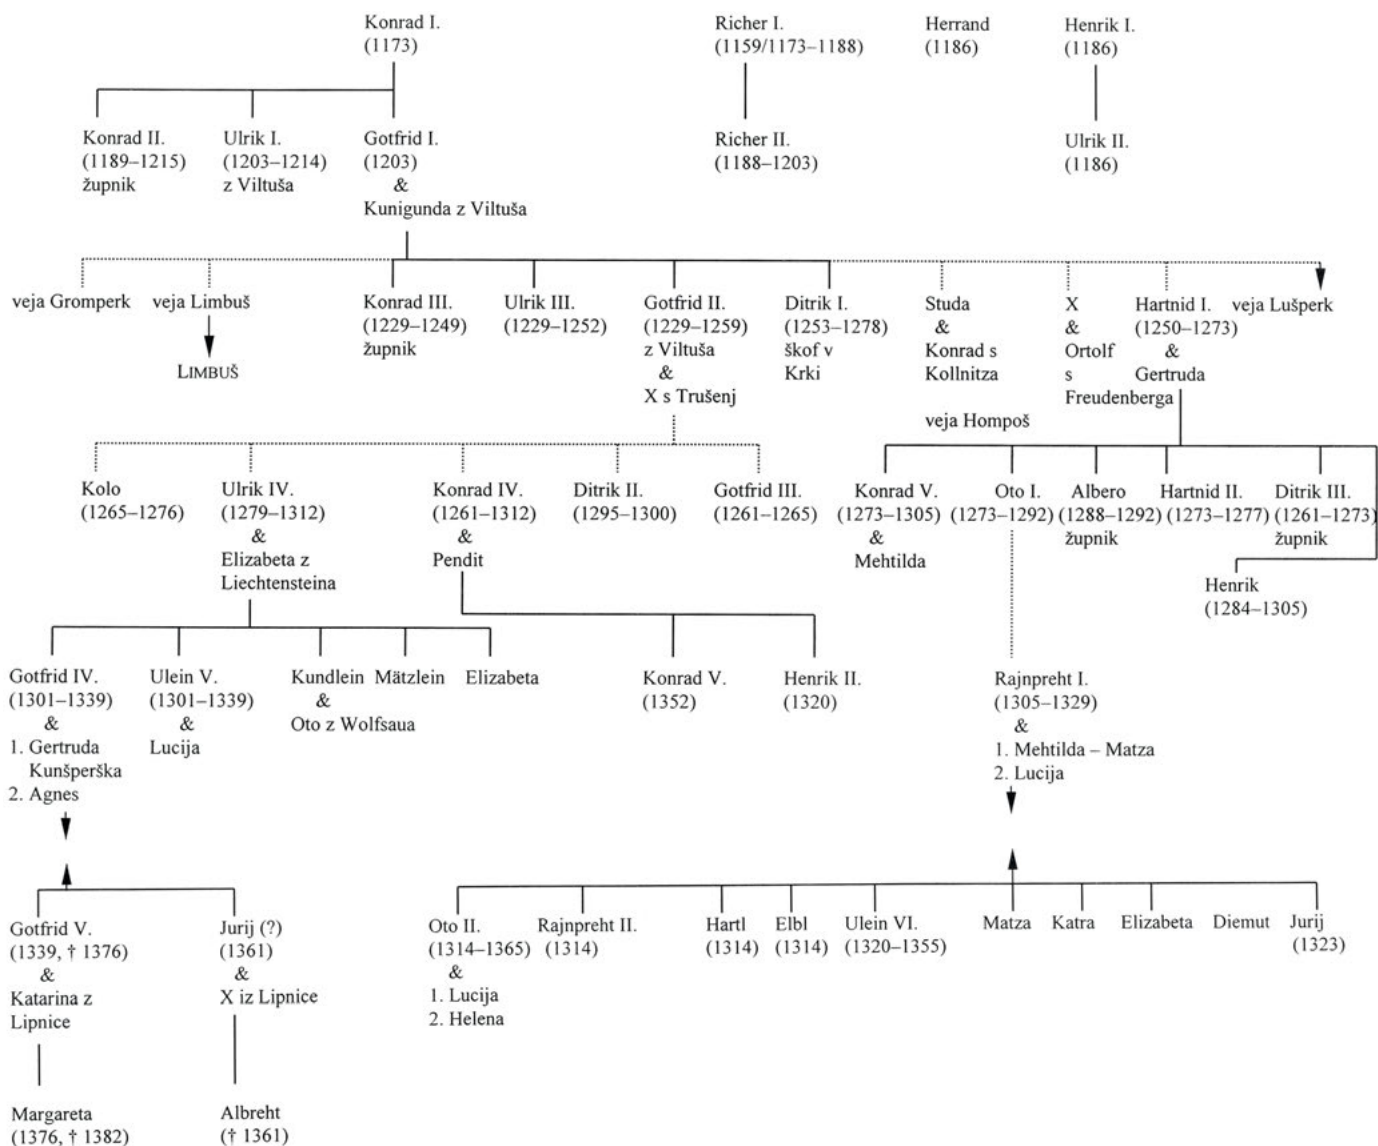 Konrad I.
(1173)
Richer I.
(1159/1173–1188)
Herrand
(1186)
Henrik I.
(1186)
Konrad II.
(1189–1215)
župnik
Ulrik I.
(1203–1214)
z Viltuša
Gotfrid I.
(1203)
&
Kunigunda z Viltuša
Richer II.
(1188–1203)
Ulrik II.
(1186)
veja Gromperk
veja Limbuš
LIMBUŠ
Konrad III.
(1229–1249)
župnik
Ulrik III.
(1229–1252)
Gotfrid II.
(1229–1259)
z Viltuša
&
X s Trušenj
Ditrik I.
(1253–1278)
škof v
Krki
Studa
&
Konrad s
Kollnitza
X
&
Ortolf
s
Freudenberga
Hartnid I.
(1250–1273)
&
Gertruda
veja Lušperk
veja Hompoš
Kolo
(1265–1276)
Ulrik IV.
(1279–1312)
&
Elizabeta z
Liechtensteina
Konrad IV.
(1261–1312)
&
Pendit
Ditrik II.
(1295–1300)
Gotfrid III.
(1261–1265)
Konrad V.
(1273–1305)
&
Mehtilda
Oto I.
(1273–1292)
Albero
(1288–1292)
župnik
Hartnid II.
(1273–1277)
Ditrik III.
(1261–1273)
župnik
Henrik
(1284–1305)
Gotfrid IV.
(1301–1339)
&
1. Gertruda
Kunšperška
2. Agnes
Ulein V.
(1301–1339)
&
Lucija
Kundlein
&
Oto z Wolfsaua
Mätzlein
Elizabeta
Konrad V.
(1352)
Henrik II.
(1320)
Rajnpreht I.
(1305–1329)
&
1. Mehtilda – Matza
2. Lucija
Gotfrid V.
(1339, † 1376)
&
Katarina z
Lipnice
Jurij (?)
(1361)
&
X iz Lipnice
Oto II.
(1314–1365)
&
1. Lucija
2. Helena
Rajnpreht II.
(1314)
Hartl
(1314)
Elbl
(1314)
Ulein VI.
(1320–1355)
Matza
Katra
Elizabeta
Diemut
Jurij
(1323)
Margareta
(1376, † 1382)
Albreht
(† 1361)